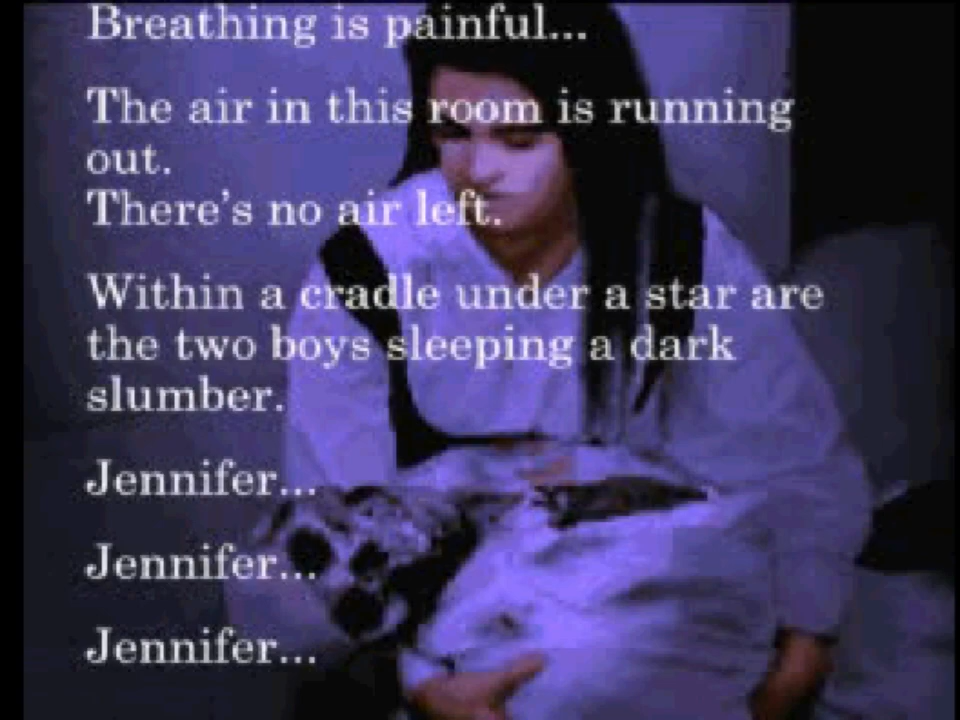 Breathing is painful...
The air in this room is running
out.
There's no air left.
Within a cradle under a star are
the two boys sleeping a dark
slumber.
Jennifer...
Jennifer...
Jennifer...